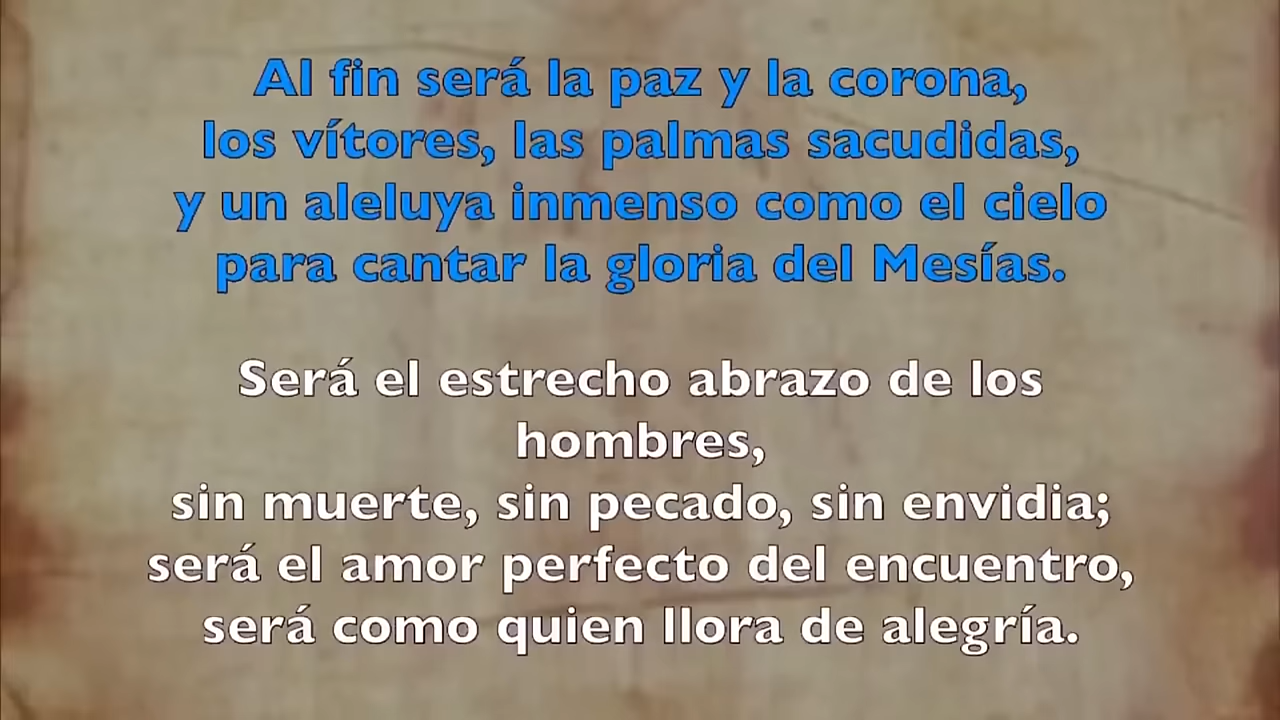 Al fin será la paz y la corona,
los vítores, las palmas sacudidas,
y un aleluya inmenso como el cielo
para cantar la gloria del Mesías.
Será el estrecho abrazo de los
hombres,
sin muerte, sin pecado, sin envidia;
será el amor perfecto del encuentro,
será como quien llora de alegría.